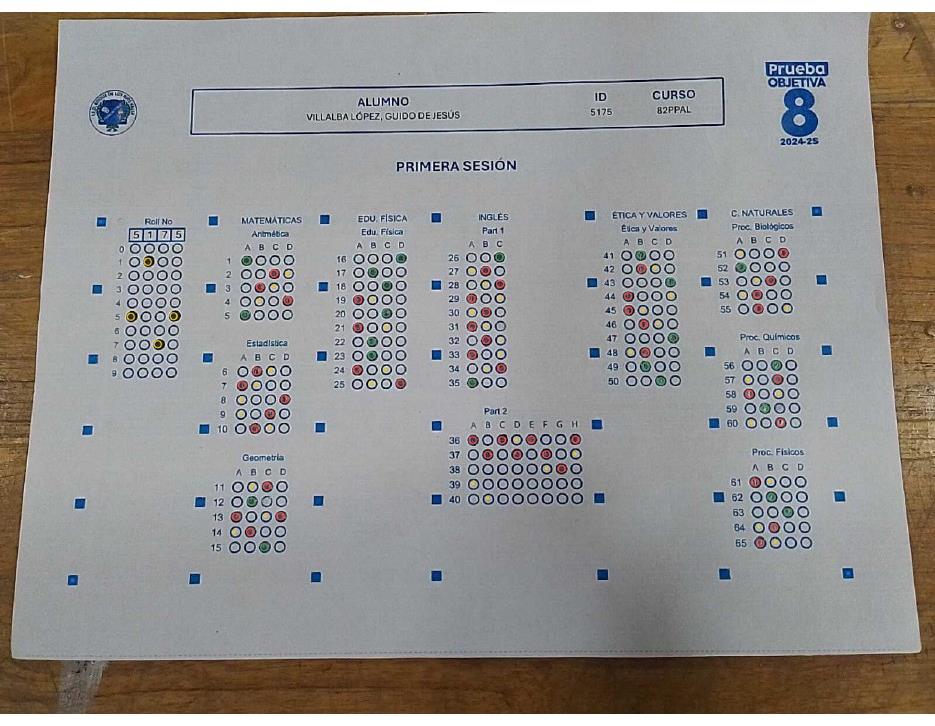 Prueba
OBJETIVA
8
2024-25
ALUMNO ID CURSO
VILLALBA LÓPEZ, GUIDO DE JESÚS 5175 82PPAL
PRIMERA SESIÓN
Roll No
5 1 7 5
0
1
2
3
4
5
6
7
8
9
MATEMÁTICAS
Aritmética
A B C D
1
2
3
4
5
Estadística
A B C D
6
7
8
9
10
Geometría
A B C D
11
12
13
14
15
EDU. FÍSICA
Edu. Física
A B C D
16
17
18
19
20
21
22
23
24
25
INGLÉS
Part 1
A B C
26
27
28
29
30
31
32
33
34
35
Part 2
A B C D E F G H
36
37
38
39
40
ÉTICA Y VALORES
Ética y Valores
A B C D
41
42
43
44
45
46
47
48
49
50
C. NATURALES
Proc. Biológicos
A B C D
51
52
53
54
55
Proc. Químicos
A B C D
56
57
58
59
60
Proc. Físicos
A B C D
61
62
63
64
65